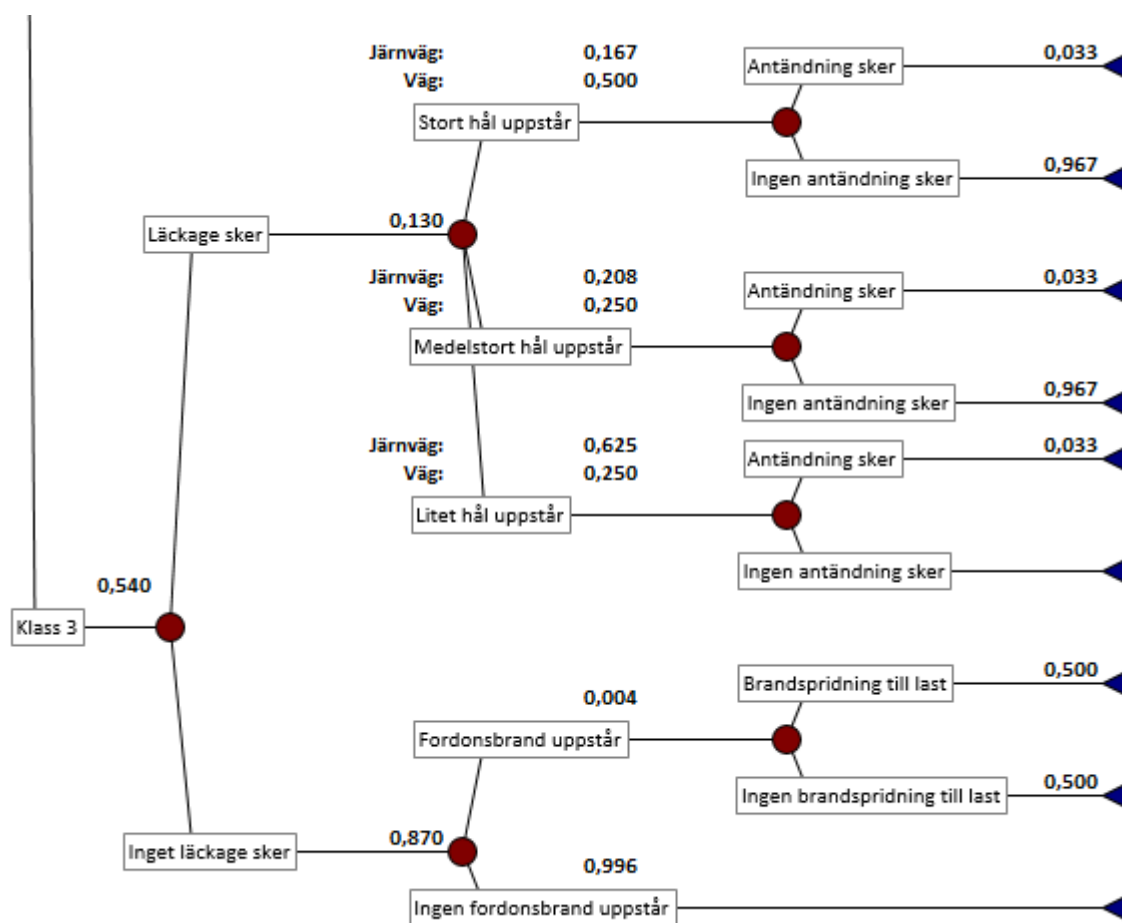 Järnväg: 0,167
Väg: 0,500
Antändning sker 0,033
Stort hål uppstår
Ingen antändning sker 0,967
Läckage sker 0,130
Järnväg: 0,208
Väg: 0,250
Antändning sker 0,033
Medelstort hål uppstår
Ingen antändning sker 0,967
Järnväg: 0,625
Väg: 0,250
Antändning sker 0,033
Litet hål uppstår
Ingen antändning sker
Klass 3 0,540
Brandspridning till last 0,500
Fordonsbrand uppstår 0,004
Ingen brandspridning till last 0,500
Inget läckage sker 0,870
Ingen fordonsbrand uppstår 0,996